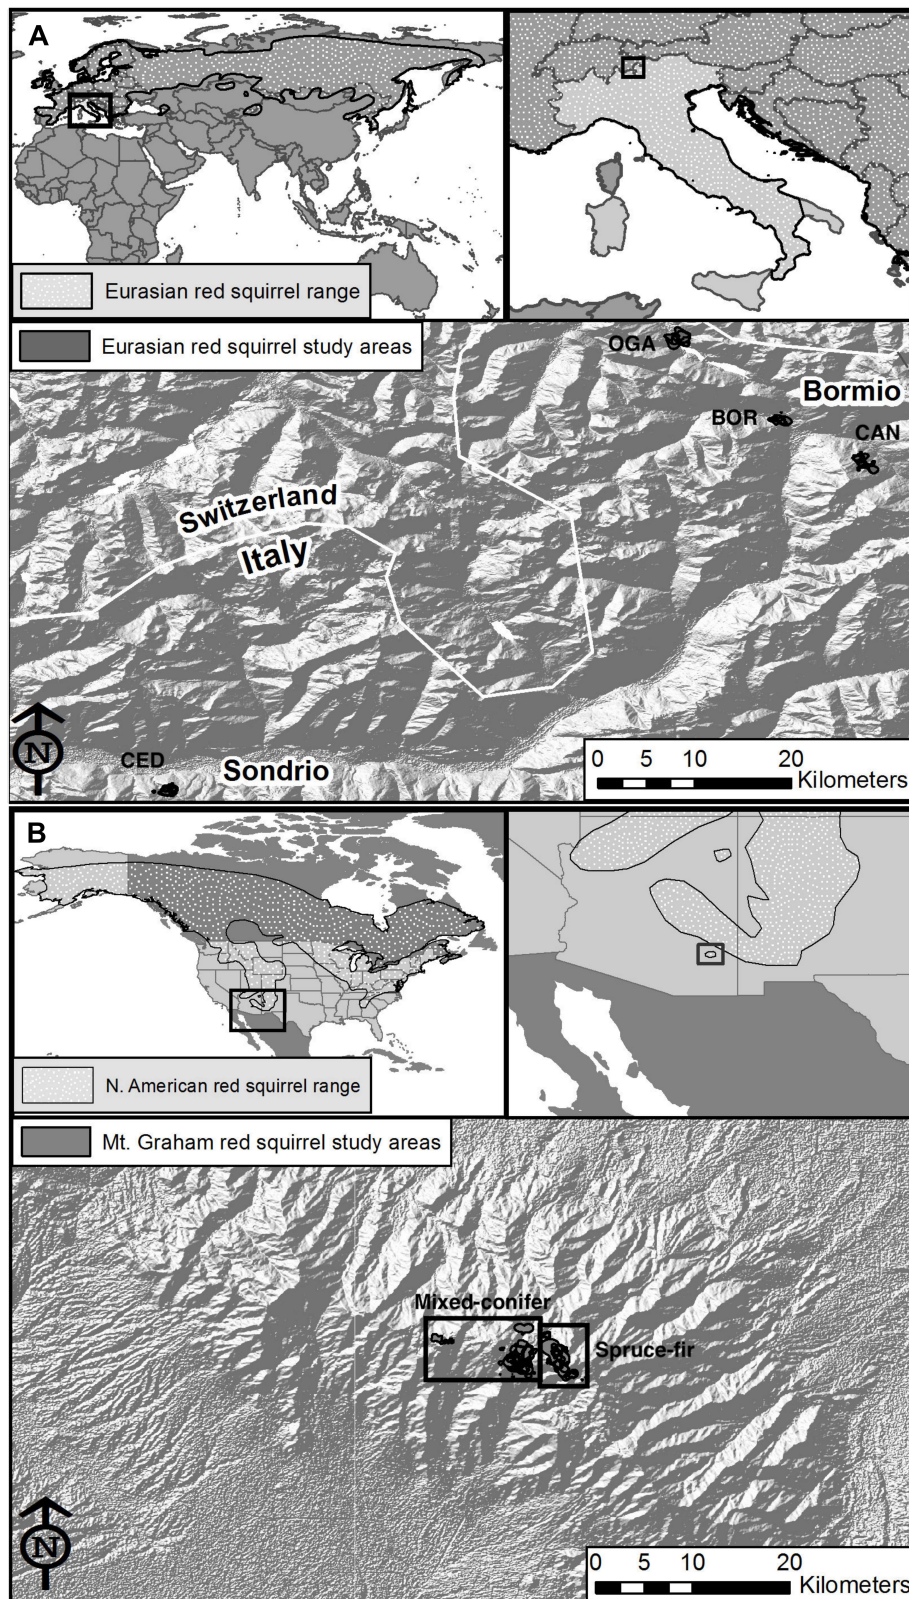 A
Eurasian red squirrel range
Eurasian red squirrel study areas
OGA
Bormio
BOR
CAN
Switzerland
Italy
N
CED
Sondrio
0 5 10 20
Kilometers
B
N. American red squirrel range
Mt. Graham red squirrel study areas
Mixed-conifer
Spruce-fir
N
0 5 10 20
Kilometers